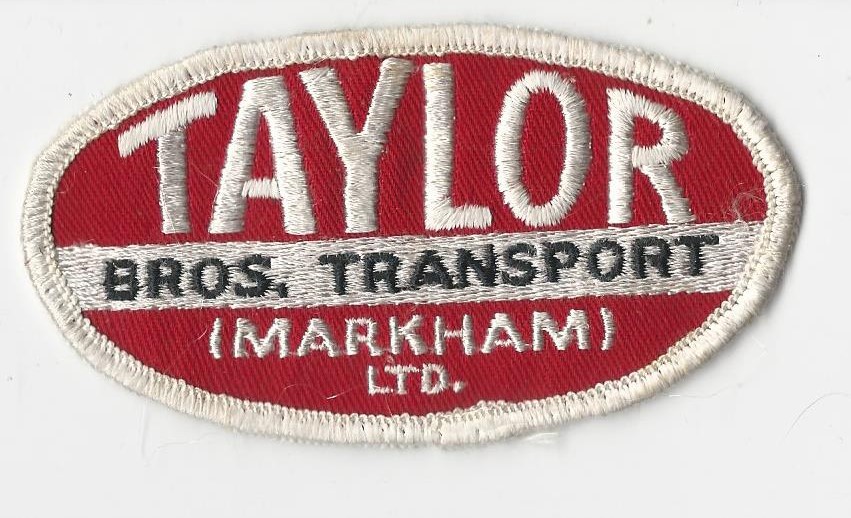 TAYLOR
BROS. TRANSPORT
(MARKHAM)
LTD.